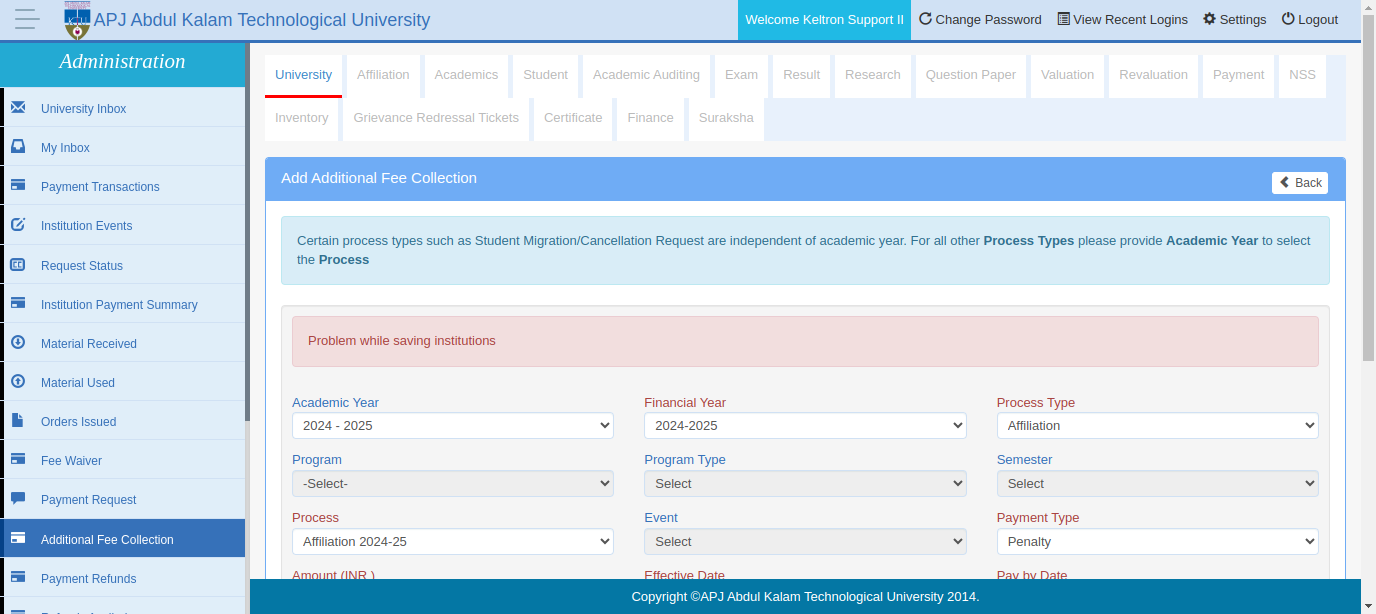 APJ Abdul Kalam Technological University
Welcome Keltron Support II Change Password View Recent Logins Settings Logout
Administration
University Inbox
My Inbox
Payment Transactions
Institution Events
Request Status
Institution Payment Summary
Material Received
Material Used
Orders Issued
Fee Waiver
Payment Request
Additional Fee Collection
Payment Refunds
University Affiliation Academics Student Academic Auditing Exam Result Research Question Paper Valuation Revaluation Payment NSS
Inventory Grievance Redressal Tickets Certificate Finance Suraksha
Add Additional Fee Collection
Back
Certain process types such as Student Migration/Cancellation Request are independent of academic year. For all other Process Types please provide Academic Year to select
the Process
Problem while saving institutions
Academic Year Financial Year Process Type
2024 - 2025 2024-2025 Affiliation
Program Program Type Semester
-Select- Select Select
Process Event Payment Type
Affiliation 2024-25 Select Penalty
Amount (INR ) Effective Date Pay by Date
Copyright ©APJ Abdul Kalam Technological University 2014.